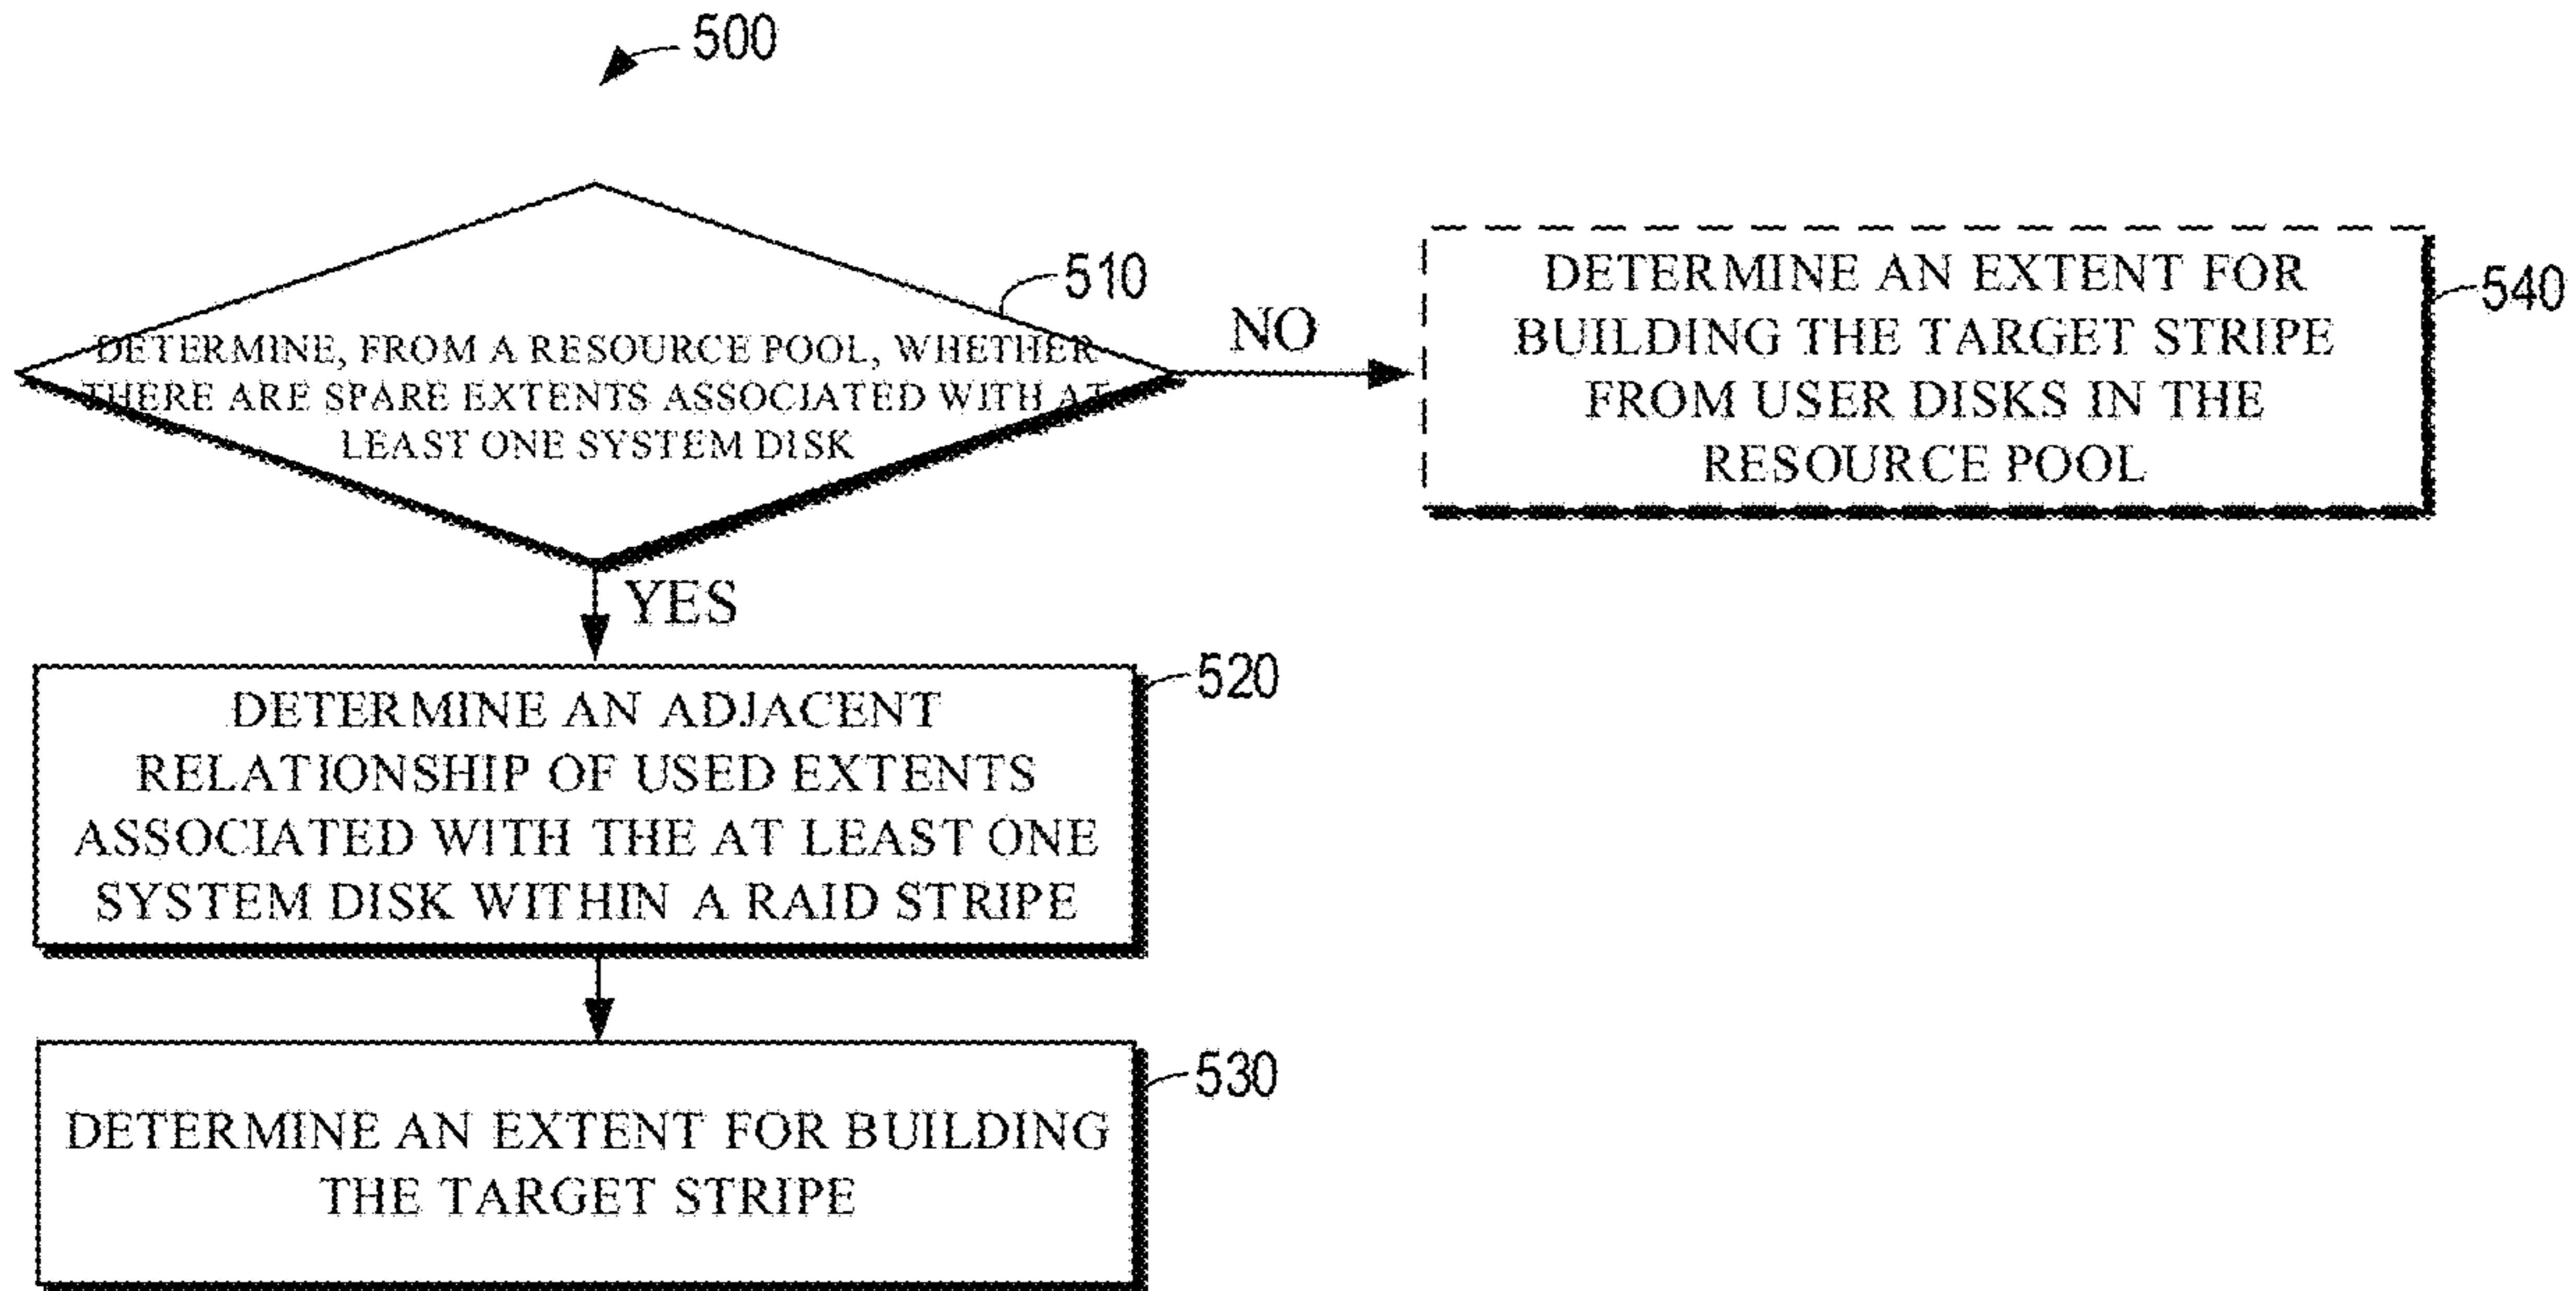 500
510
DETERMINE, FROM A RESOURCE POOL, WHETHER
THERE ARE SPARE EXTENTS ASSOCIATED WITH AT
LEAST ONE SYSTEM DISK
NO
DETERMINE AN EXTENT FOR
BUILDING THE TARGET STRIPE
FROM USER DISKS IN THE
RESOURCE POOL
540
YES
520
DETERMINE AN ADJACENT
RELATIONSHIP OF USED EXTENTS
ASSOCIATED WITH THE AT LEAST ONE
SYSTEM DISK WITHIN A RAID STRIPE
530
DETERMINE AN EXTENT FOR BUILDING
THE TARGET STRIPE